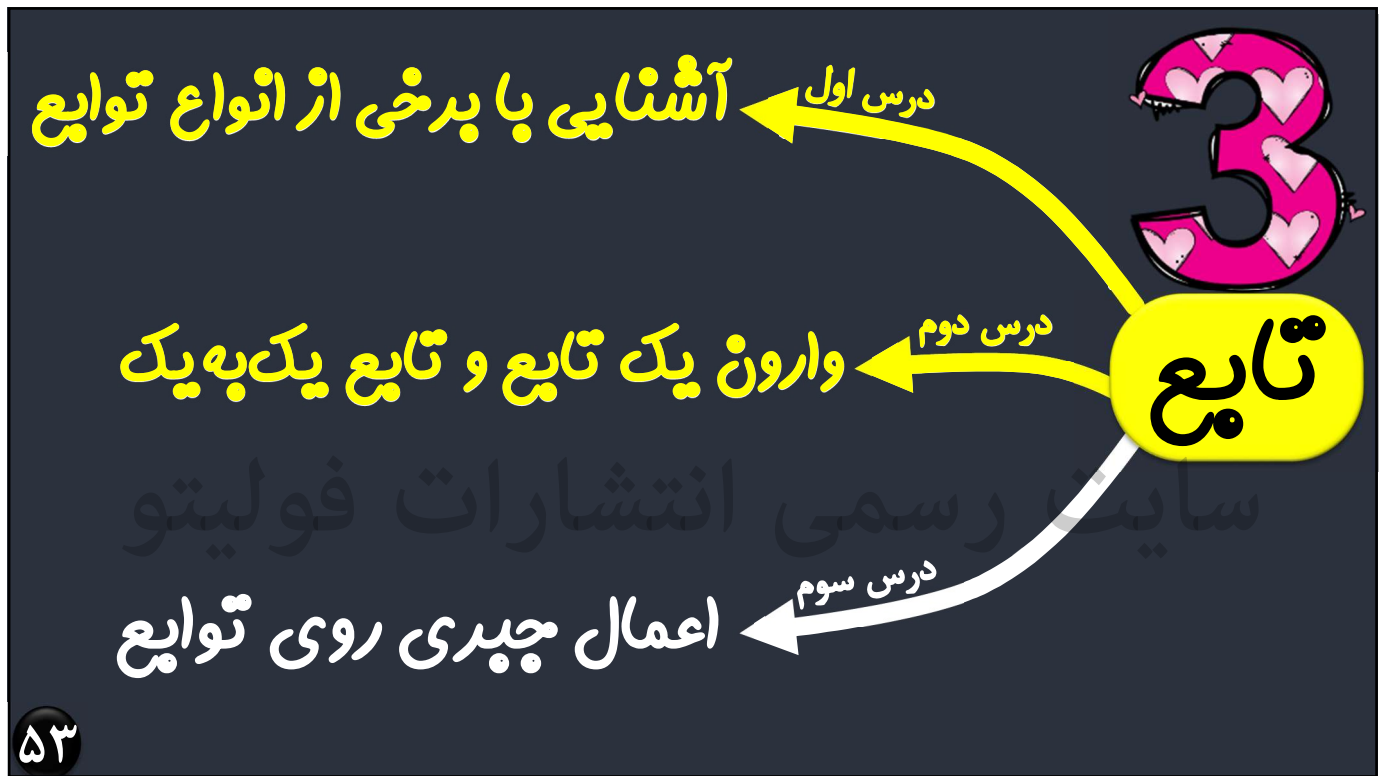 3
تابع
درس اول
آشنایی با برخی از انواع توابع
درس دوم
وارون یک تابع و تابع یک‌به‌یک
سایت رسمی انتشارات فولیتو
درس سوم
اعمال جبری روی توابع
۵۳